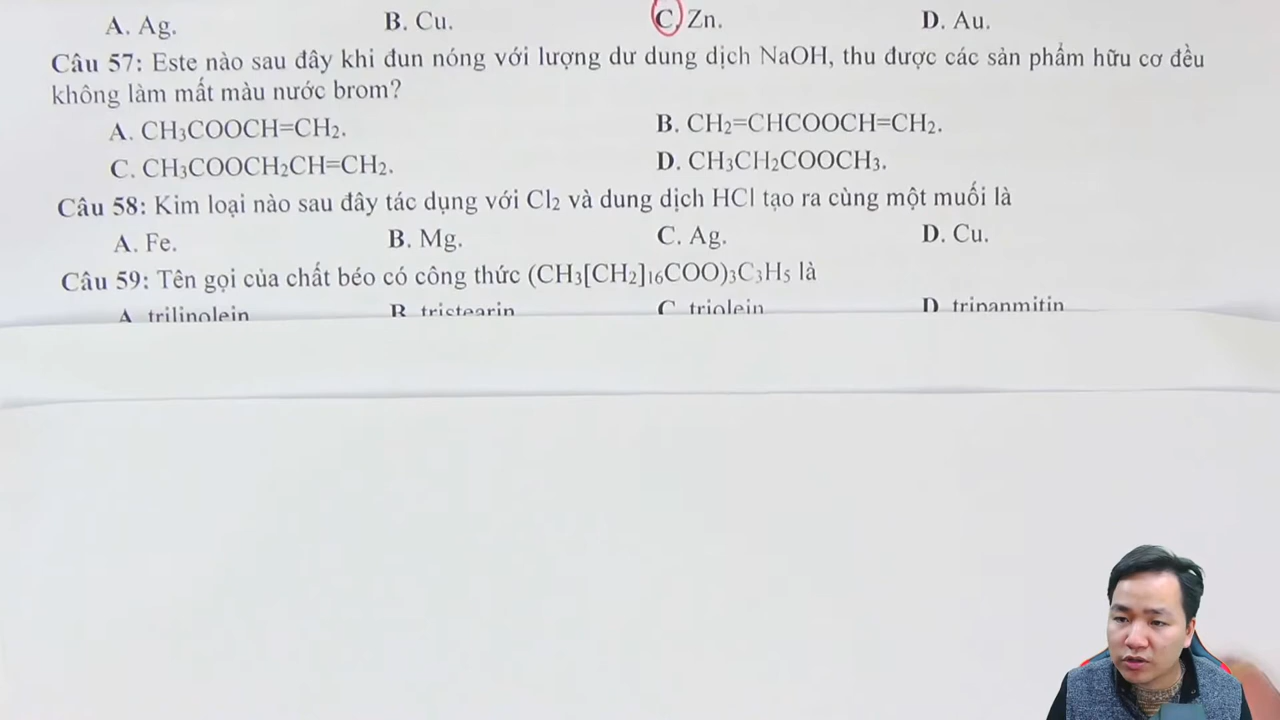 A. Ag. B. Cu. C. Zn. D. Au.
Câu 57: Este nào sau đây khi đun nóng với lượng dư dung dịch NaOH, thu được các sản phẩm hữu cơ đều
không làm mất màu nước brom?
A. CH₃COOCH=CH₂. B. CH₂=CHCOOCH=CH₂.
C. CH₃COOCH₂CH=CH₂. D. CH₃CH₂COOCH₃.
Câu 58: Kim loại nào sau đây tác dụng với Cl₂ và dung dịch HCl tạo ra cùng một muối là
A. Fe. B. Mg. C. Ag. D. Cu.
Câu 59: Tên gọi của chất béo có công thức (CH₃[CH₂]₁₆COO)₃C₃H₅ là
A trilinolein B tristearin C triolein D tripanmitin